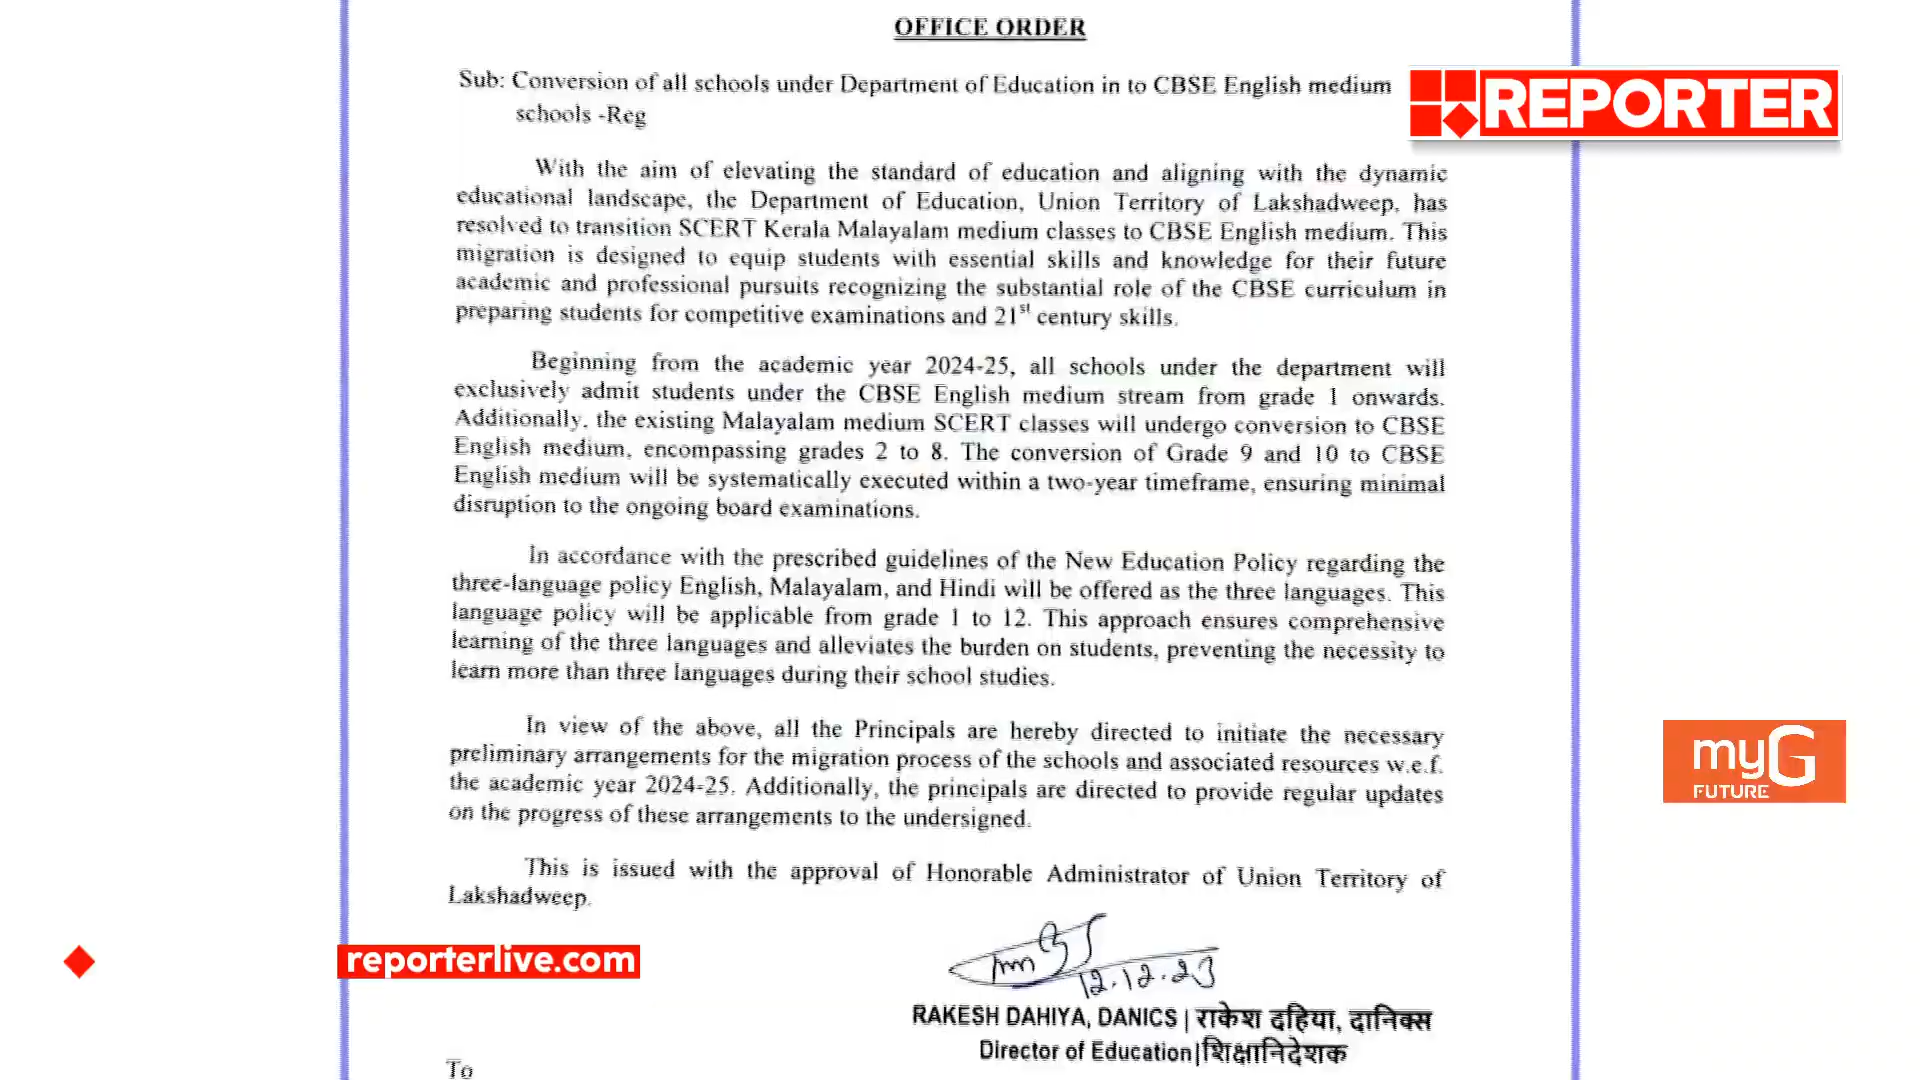 OFFICE ORDER
Sub: Conversion of all schools under Department of Education in to CBSE English medium
schools -Reg
REPORTER
With the aim of elevating the standard of education and aligning with the dynamic
educational landscape, the Department of Education, Union Territory of Lakshadweep, has
resolved to transition SCERT Kerala Malayalam medium classes to CBSE English medium. This
migration is designed to equip students with essential skills and knowledge for their future
academic and professional pursuits recognizing the substantial role of the CBSE curriculum in
preparing students for competitive examinations and 21st century skills.
Beginning from the academic year 2024-25, all schools under the department will
exclusively admit students under the CBSE English medium stream from grade 1 onwards.
Additionally, the existing Malayalam medium SCERT classes will undergo conversion to CBSE
English medium, encompassing grades 2 to 8. The conversion of Grade 9 and 10 to CBSE
English medium will be systematically executed within a two-year timeframe, ensuring minimal
disruption to the ongoing board examinations.
In accordance with the prescribed guidelines of the New Education Policy regarding the
three-language policy English, Malayalam, and Hindi will be offered as the three languages. This
language policy will be applicable from grade 1 to 12. This approach ensures comprehensive
learning of the three languages and alleviates the burden on students, preventing the necessity to
learn more than three languages during their school studies.
In view of the above, all the Principals are hereby directed to initiate the necessary
preliminary arrangements for the migration process of the schools and associated resources w.e.f.
the academic year 2024-25. Additionally, the principals are directed to provide regular updates
on the progress of these arrangements to the undersigned.
myG
FUTURE
This is issued with the approval of Honorable Administrator of Union Territory of
Lakshadweep.
reporterlive.com
12.12.23
RAKESH DAHIYA, DANICS | राकेश दहिया, दानिक्स
Director of Education|शिक्षानिदेशक
To